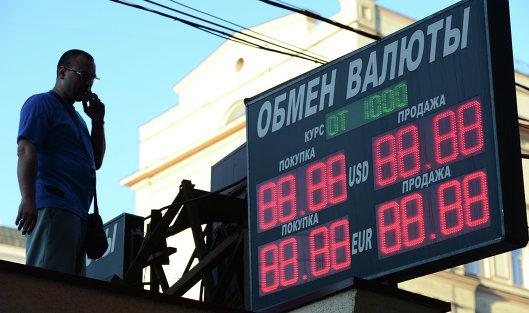 ОБМЕН ВАЛЮТЫ
КУРС ОТ 1000
ПОКУПКА ПРОДАЖА
88.88 USD 88.88
ПОКУПКА ПРОДАЖА
88.88 EUR 88.88